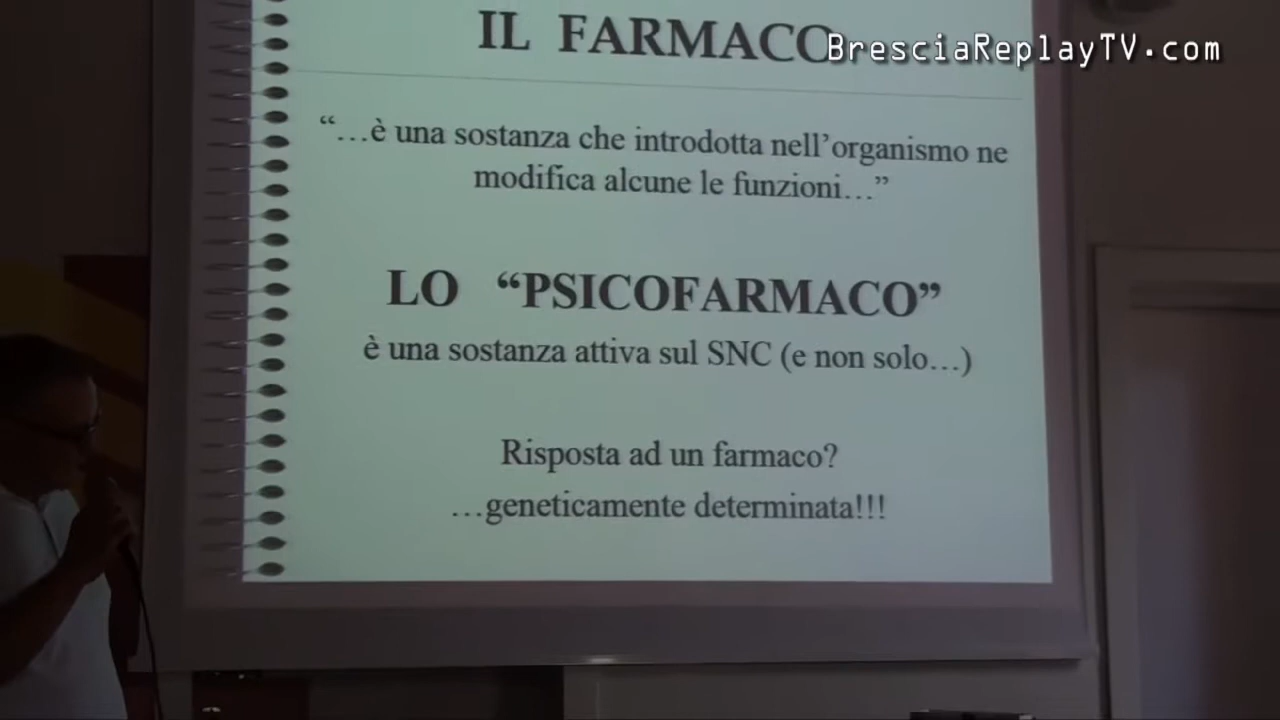 IL FARMACO
BresciaReplayTV.com
“…è una sostanza che introdotta nell’organismo ne
modifica alcune le funzioni…”
LO “PSICOFARMACO”
è una sostanza attiva sul SNC (e non solo…)
Risposta ad un farmaco?
…geneticamente determinata!!!